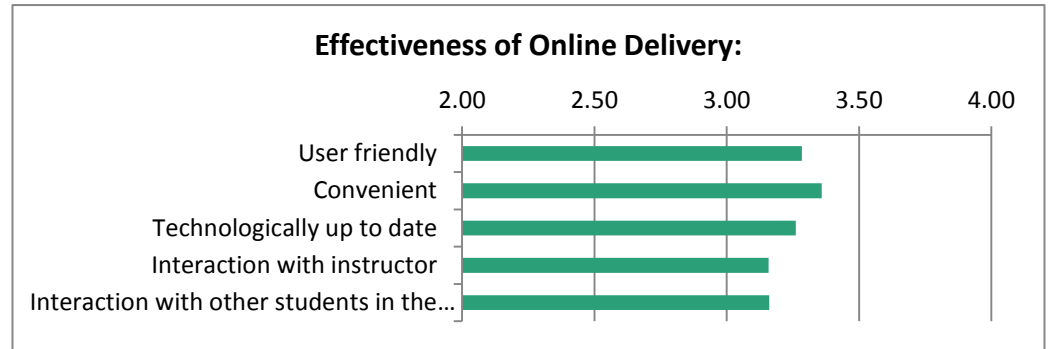 Effectiveness of Online Delivery:
2.00 2.50 3.00 3.50 4.00
User friendly
Convenient
Technologically up to date
Interaction with instructor
Interaction with other students in the…